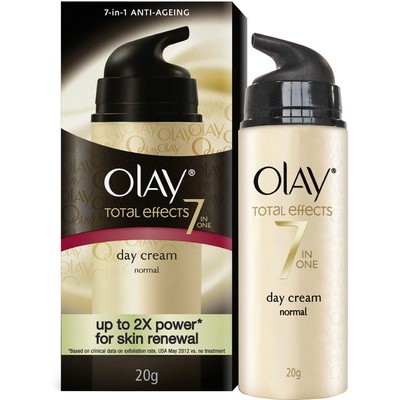 7-in-1 ANTI-AGEING
OLAY®
TOTAL effects
7 IN ONE
day cream
normal
up to 2X power*
for skin renewal
*Based on clinical data on exfoliation rate, USA May 2012 vs. no treatment
20g
OLAY®
TOTAL effects
7 IN ONE
day cream
normal
20g